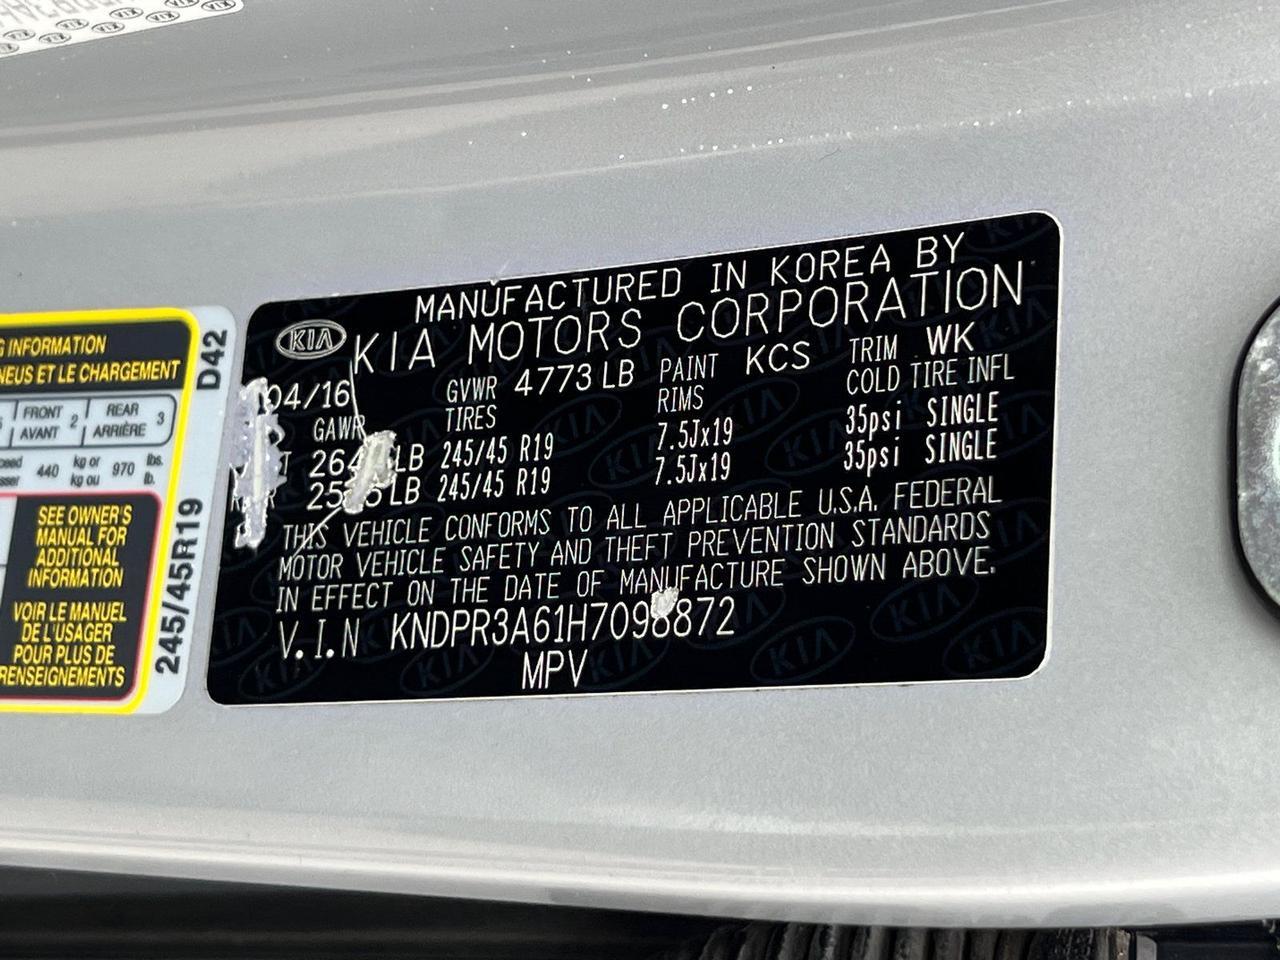 G INFORMATION
NEUS ET LE CHARGEMENT
FRONT 2 REAR 3
AVANT ARRIÈRE
440 kg or 970 lbs.
kg ou lb.
SEE OWNER'S
MANUAL FOR
ADDITIONAL
INFORMATION
VOIR LE MANUEL
DE L'USAGER
POUR PLUS DE
RENSEIGNEMENTS
D42
245/45R19
MANUFACTURED IN KOREA BY
KIA KIA MOTORS CORPORATION
04/16 GVWR 4773 LB PAINT KCS TRIM WK
GAWR TIRES RIMS COLD TIRE INFL
LB 245/45 R19 7.5Jx19 35psi SINGLE
LB 245/45 R19 7.5Jx19 35psi SINGLE
THIS VEHICLE CONFORMS TO ALL APPLICABLE U.S.A. FEDERAL
MOTOR VEHICLE SAFETY AND THEFT PREVENTION STANDARDS
IN EFFECT ON THE DATE OF MANUFACTURE SHOWN ABOVE.
V.I.N KNDPR3A61H7098872
MPV